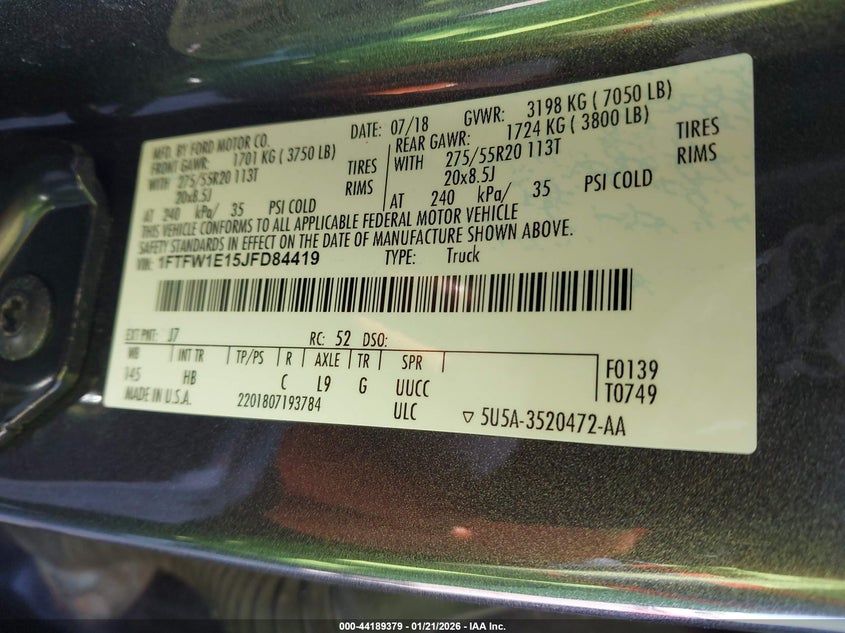 MFD. BY FORD MOTOR CO.
DATE: 07/18 GVWR: 3198 KG ( 7050 LB)
FRONT GAWR: 1701 KG ( 3750 LB) REAR GAWR: 1724 KG ( 3800 LB)
WITH 275/55R20 113T TIRES WITH 275/55R20 113T TIRES
20x8.5J RIMS 20x8.5J RIMS
AT 240 kPa/ 35 PSI COLD AT 240 kPa/ 35 PSI COLD
THIS VEHICLE CONFORMS TO ALL APPLICABLE FEDERAL MOTOR VEHICLE
SAFETY STANDARDS IN EFFECT ON THE DATE OF MANUFACTURE SHOWN ABOVE.
VIN: 1FTFW1E15JFD84419 TYPE: Truck
EXT PNT: J7 RC: 52 DSO:
WB INT TR TP/PS R AXLE TR SPR
145 HB C L9 G UUCC
F0139
T0749
MADE IN U.S.A. 2201807193784 ULC
▽ 5U5A-3520472-AA
000-44189379 - 01/21/2026 - IAA Inc.